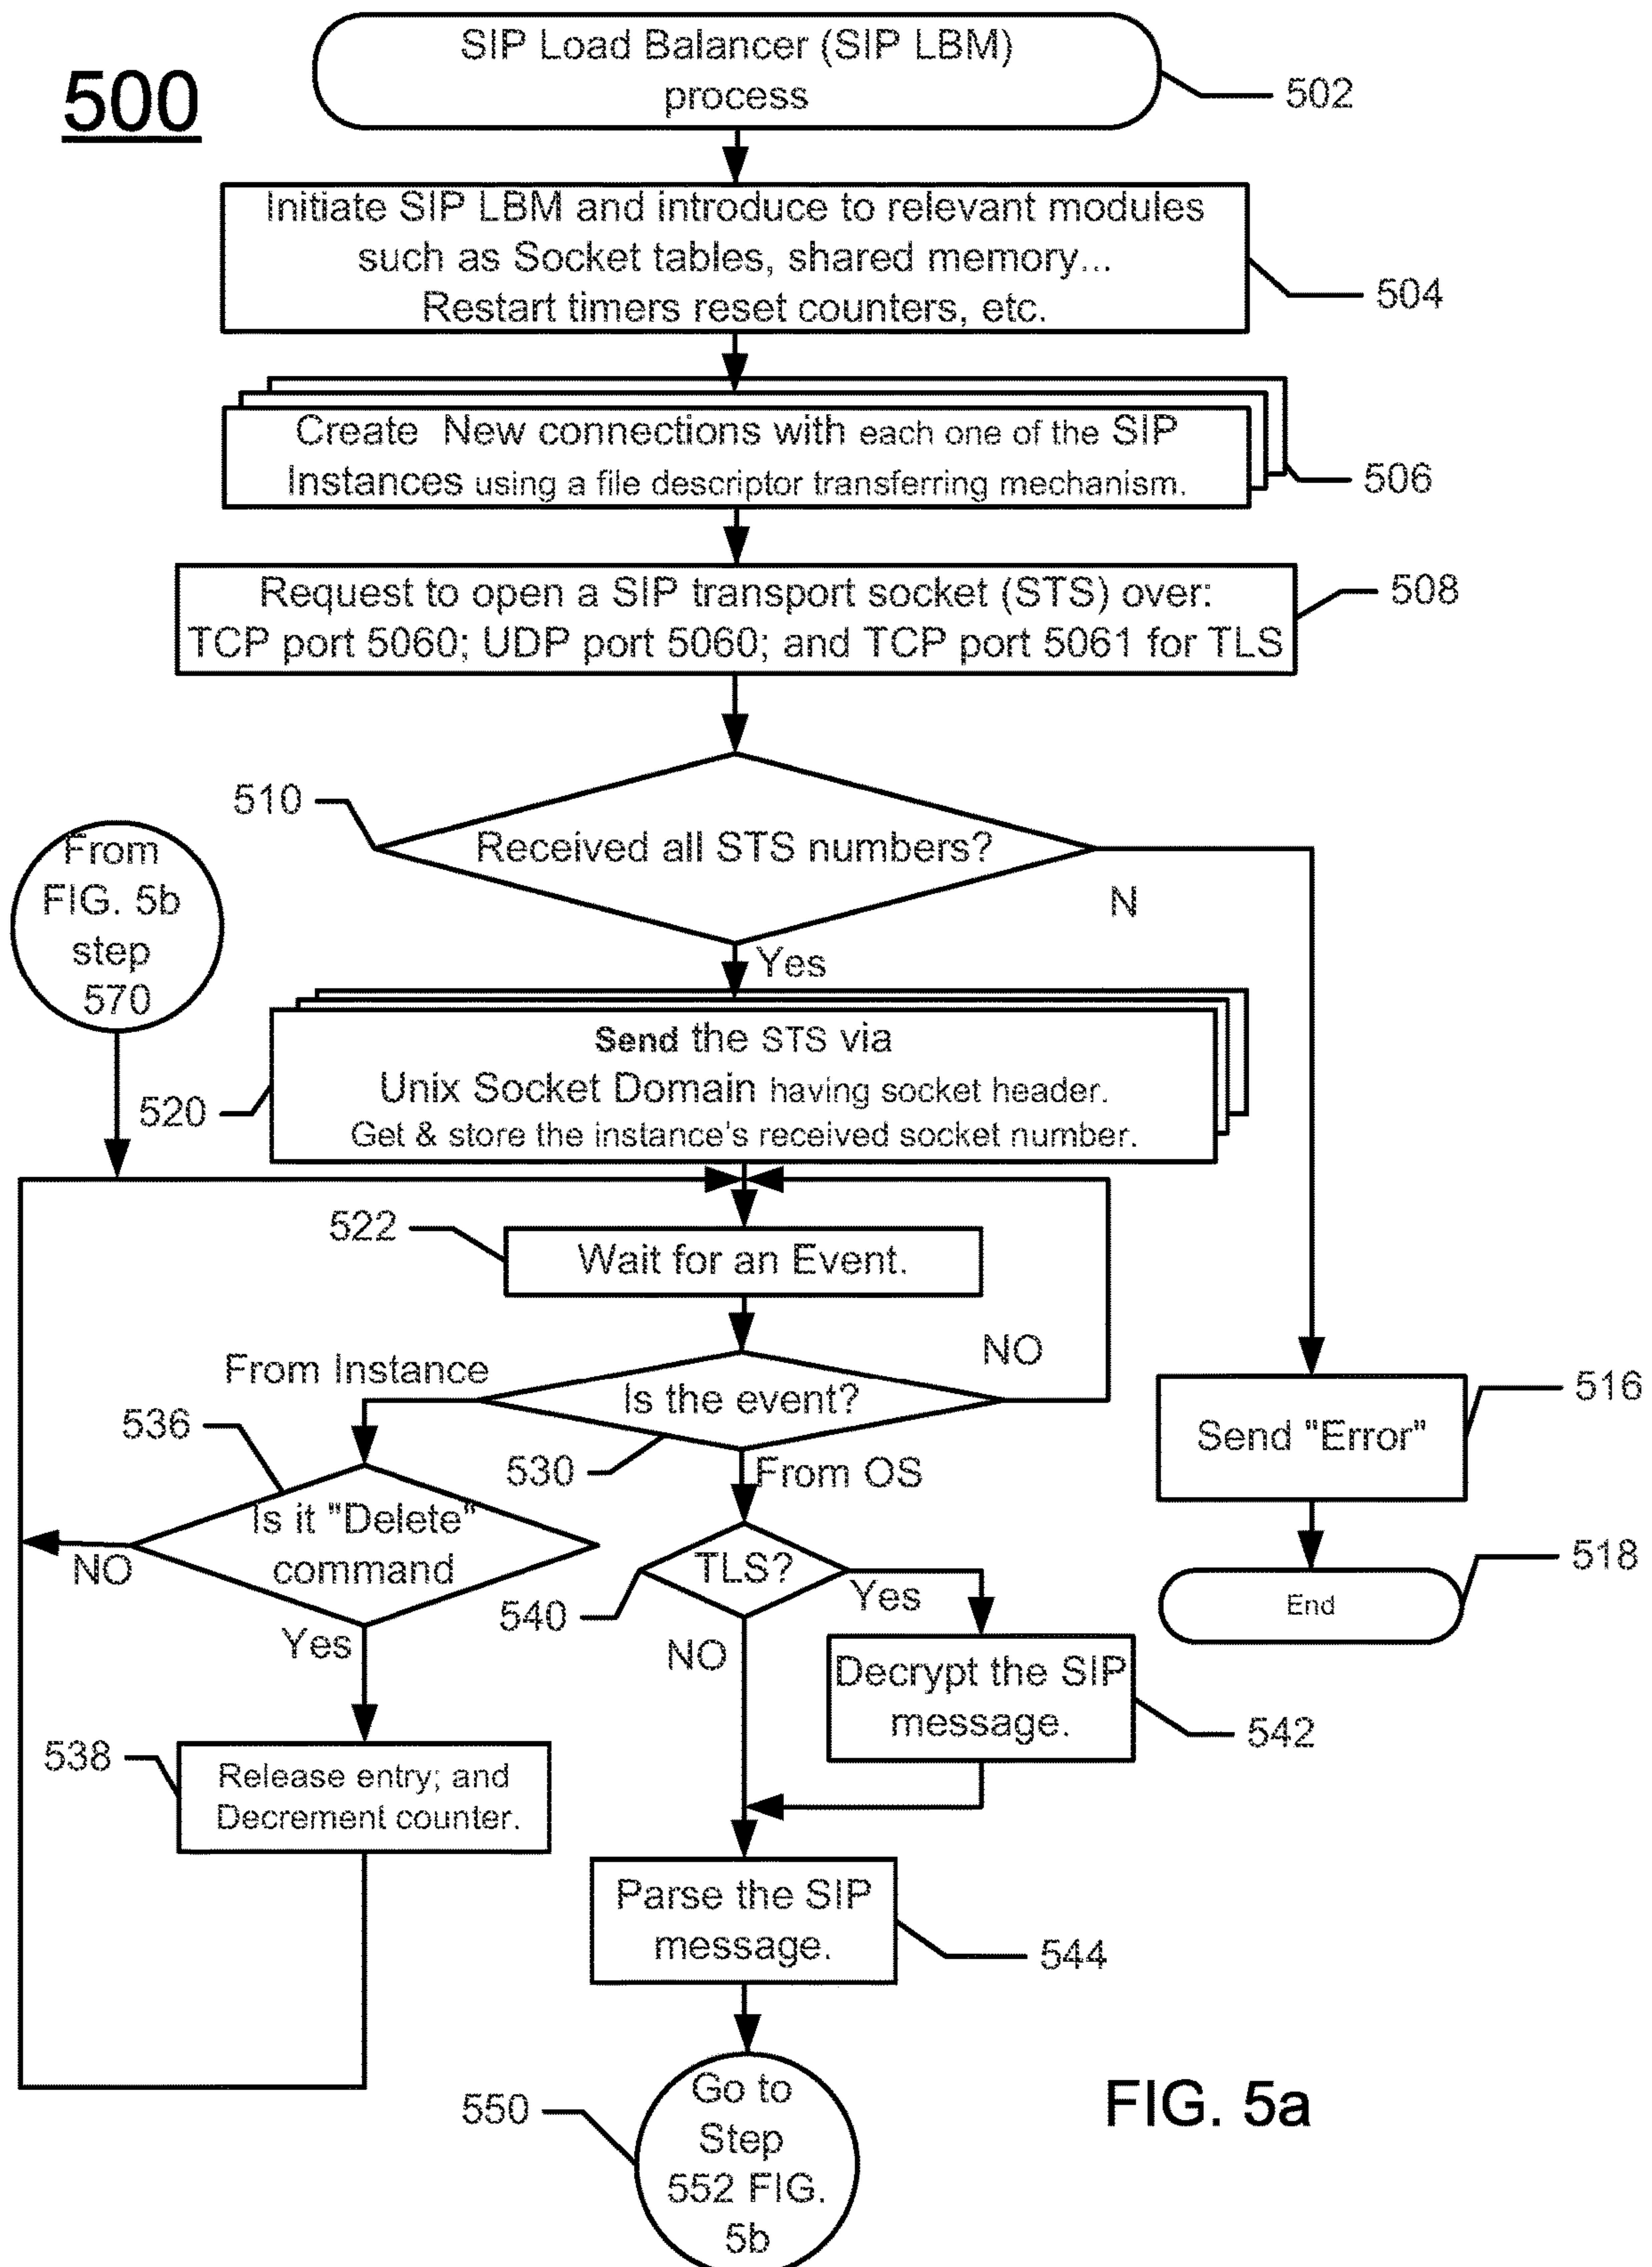 500
SIP Load Balancer (SIP LBM)
process
502
Initiate SIP LBM and introduce to relevant modules
such as Socket tables, shared memory...
Restart timers reset counters, etc.
504
Create New connections with each one of the SIP
Instances using a file descriptor transferring mechanism.
506
Request to open a SIP transport socket (STS) over:
TCP port 5060; UDP port 5060; and TCP port 5061 for TLS
508
510
Received all STS numbers?
N
Yes
From
FIG. 5b
step
570
Send the STS via
Unix Socket Domain having socket header.
Get & store the instance's received socket number.
520
522
Wait for an Event.
NO
From Instance
Is the event?
530
From OS
516
Send "Error"
518
End
536
Is it "Delete"
command
NO
Yes
TLS?
540
Yes
NO
Decrypt the SIP
message.
542
538
Release entry; and
Decrement counter.
Parse the SIP
message.
544
550
Go to
Step
552 FIG.
5b
FIG. 5a